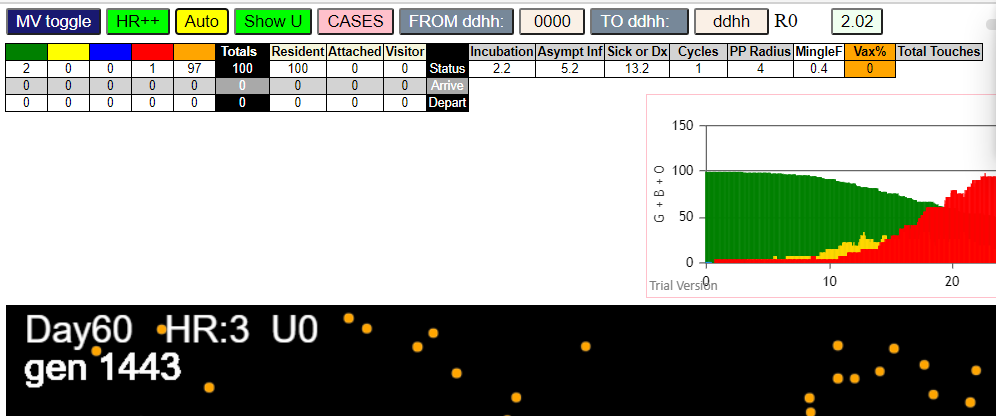 MV toggle HR++ Auto Show U CASES FROM ddhh: 0000 TO ddhh: ddhh R0 2.02
Totals Resident Attached Visitor Incubation Asympt Inf Sick or Dx Cycles PP Radius MingleF Vax% Total Touches
2 0 0 1 97 100 100 0 0 Status 2.2 5.2 13.2 1 4 0.4 0
0 0 0 0 0 0 0 0 0 Arrive
0 0 0 0 0 0 0 0 0 Depart
150
100
50
0
G + B + O
0 10 20
Trial Version
Day60 HR:3 U0
gen 1443